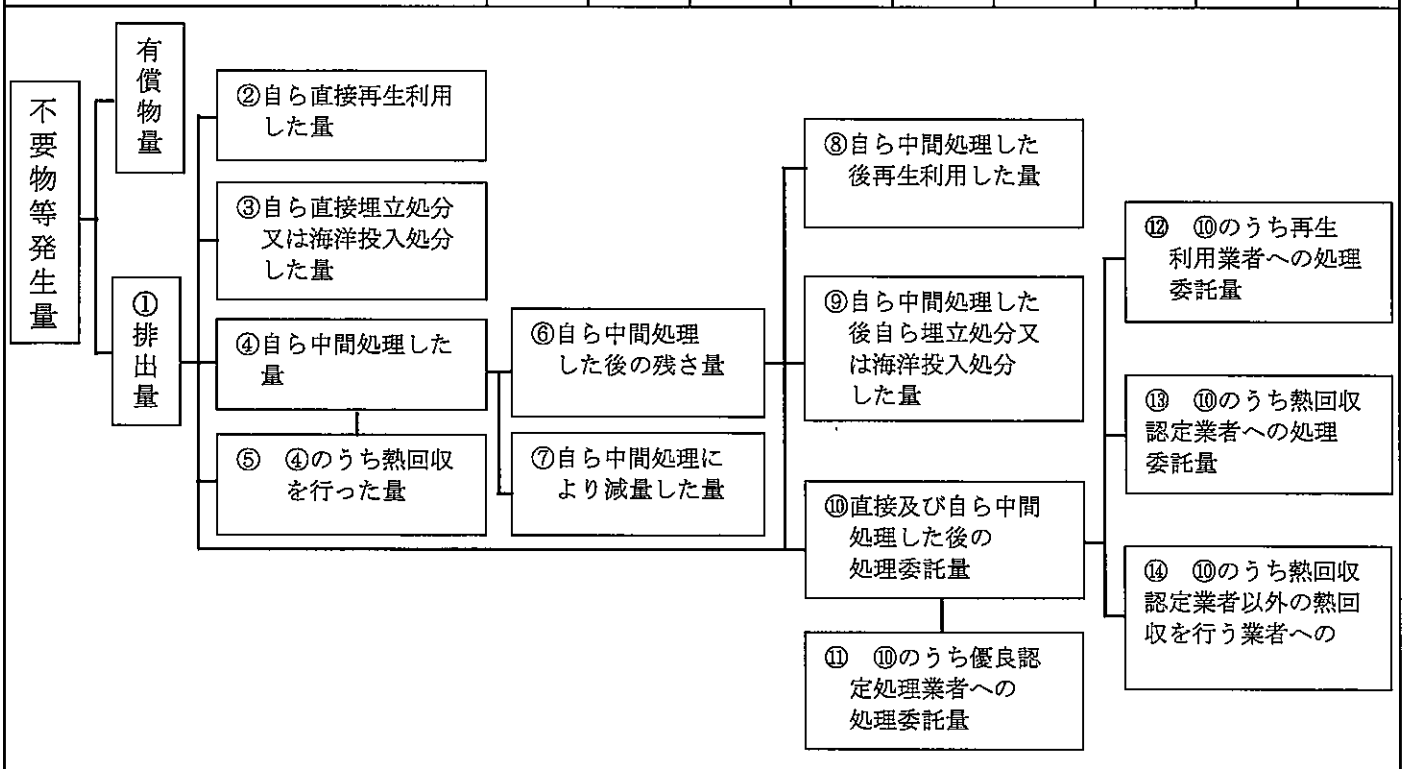 不要物等発生量
有償物量
①排出量
②自ら直接再生利用
した量
③自ら直接埋立処分
又は海洋投入処分
した量
④自ら中間処理した
量
⑤　④のうち熱回収
を行った量
⑥自ら中間処理
した後の残さ量
⑦自ら中間処理に
より減量した量
⑧自ら中間処理した
後再生利用した量
⑨自ら中間処理した
後自ら埋立処分又
は海洋投入処分
した量
⑩直接及び自ら中間
処理した後の
処理委託量
⑪　⑩のうち優良認
定処理業者への
処理委託量
⑫　⑩のうち再生
利用業者への処理
委託量
⑬　⑩のうち熱回収
認定業者への処理
委託量
⑭　⑩のうち熱回収
認定業者以外の熱回
収を行う業者への